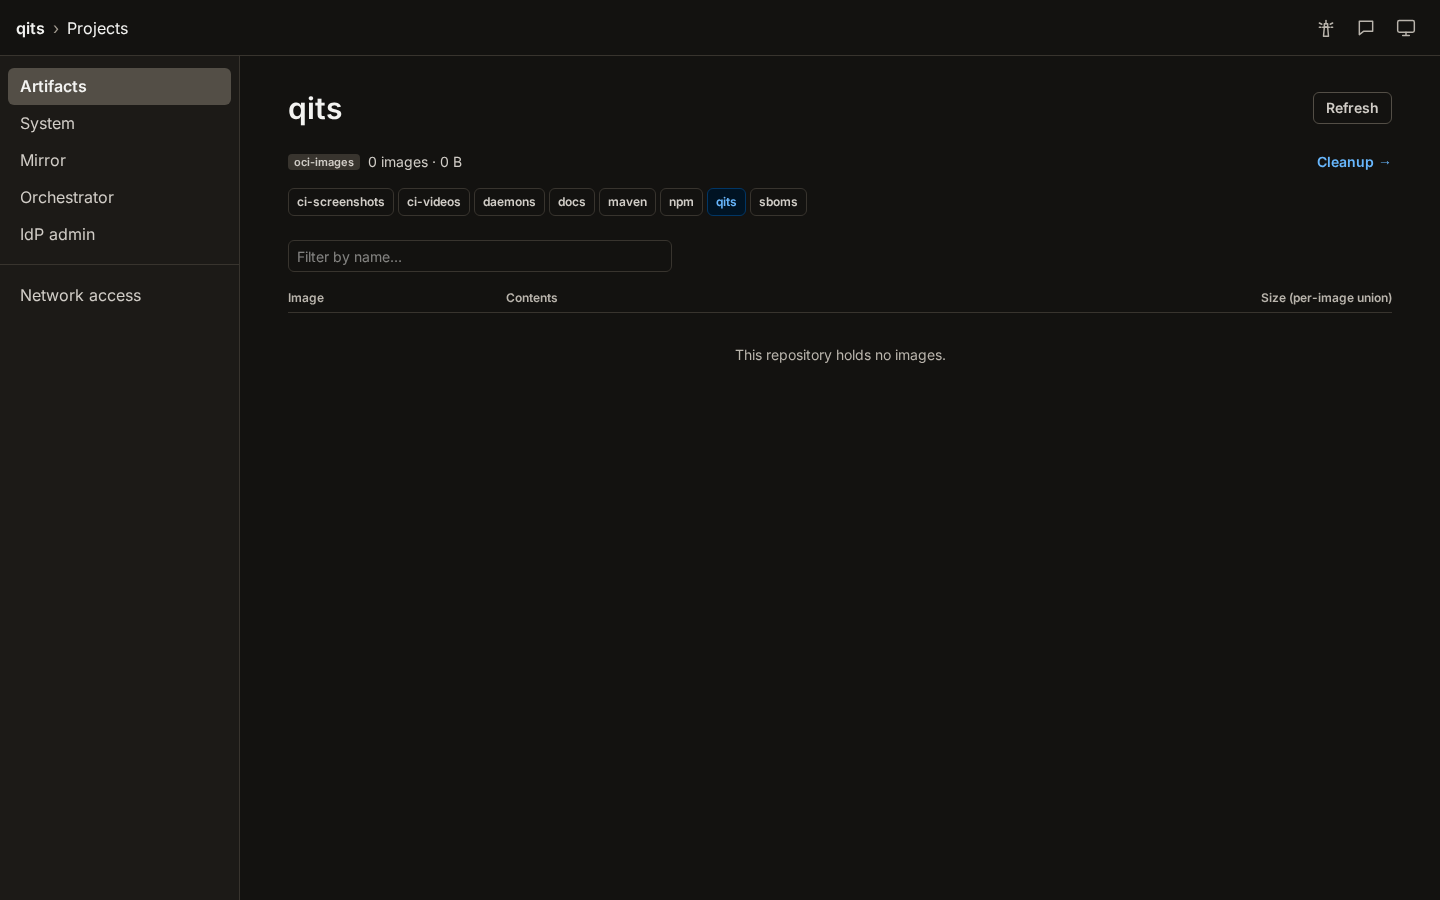 qits › Projects
Artifacts
System
Mirror
Orchestrator
IdP admin
Network access
qits
Refresh
oci-images 0 images · 0 B
Cleanup →
ci-screenshots ci-videos daemons docs maven npm qits sboms
Filter by name...
Image Contents Size (per-image union)
This repository holds no images.